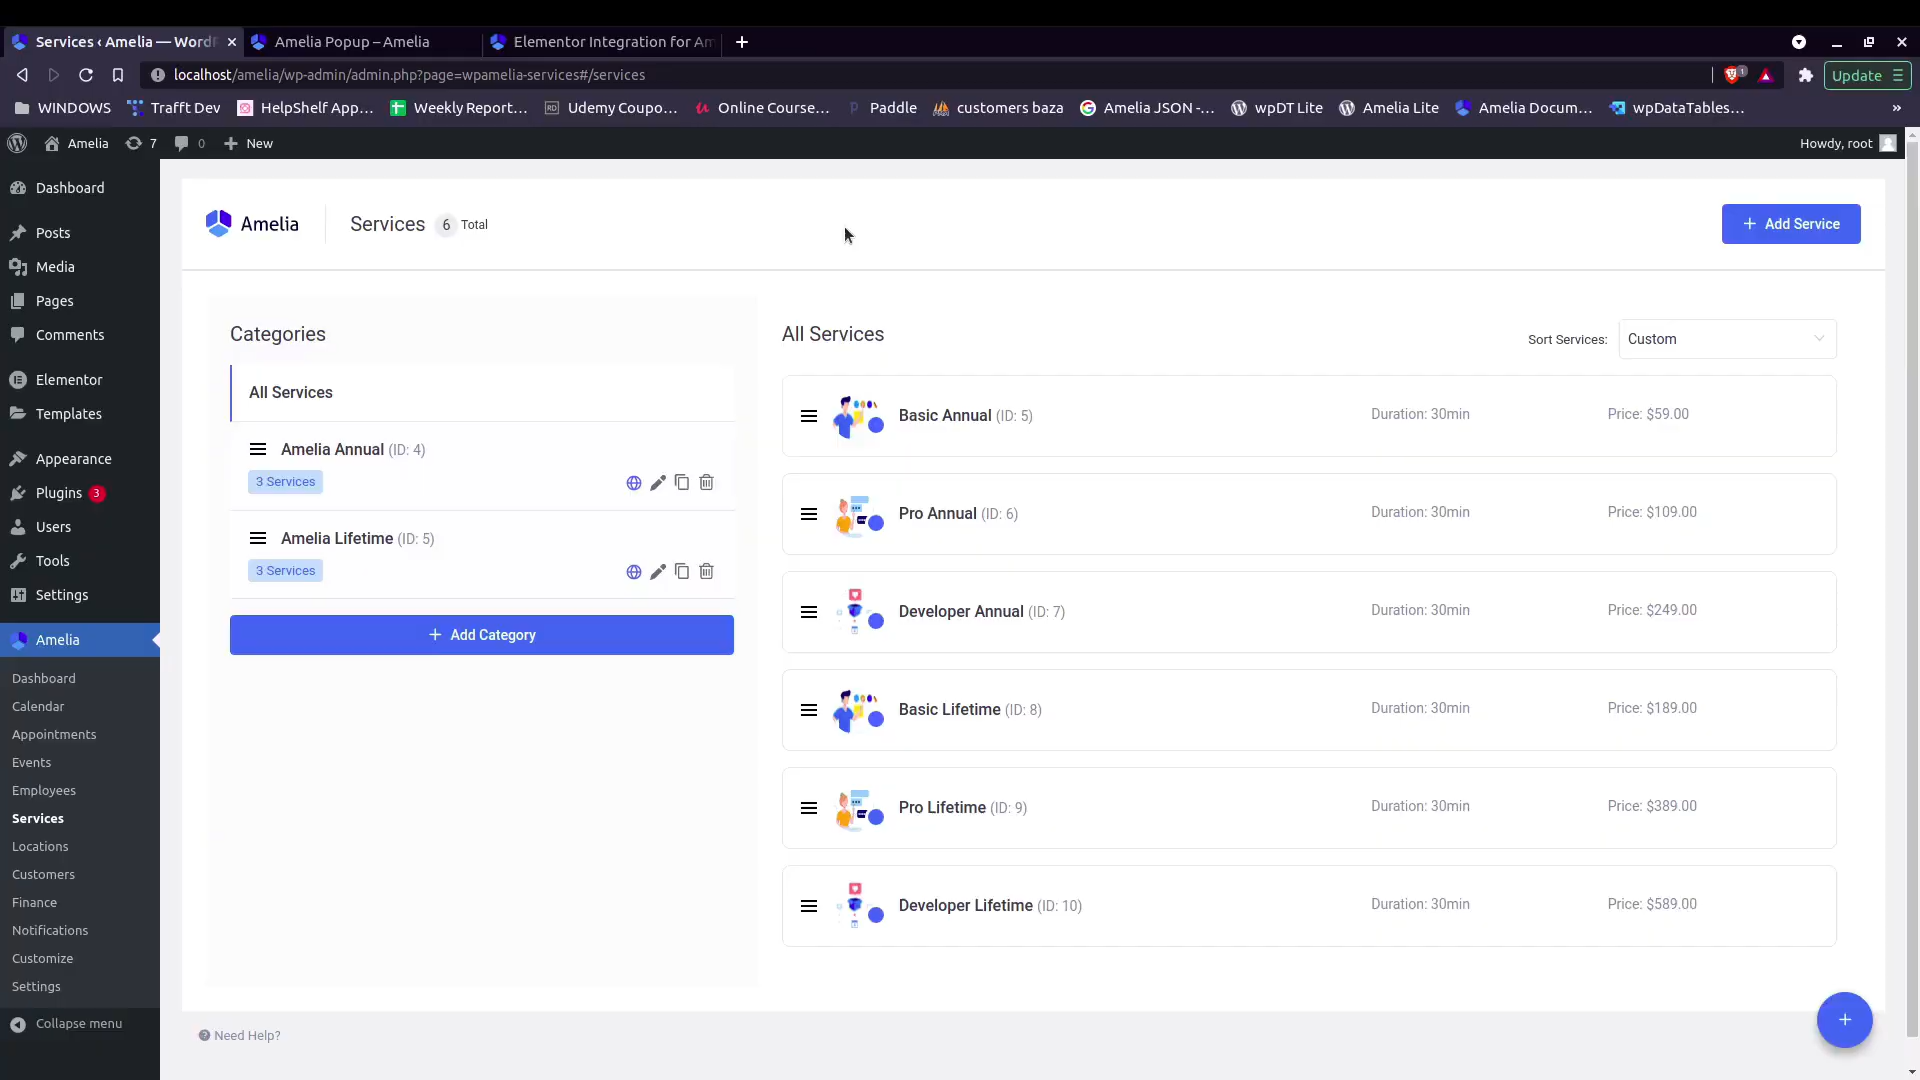 Services ‹ Amelia — WordP
Amelia Popup – Amelia
Elementor Integration for Am
localhost/amelia/wp-admin/admin.php?page=wpamelia-services#/services
1
Update
WINDOWS
Trafft Dev
HelpShelf App...
Weekly Report...
Udemy Coupo...
Online Course...
Paddle
customers baza
Amelia JSON -,...
wpDT Lite
Amelia Lite
Amelia Docum...
wpDataTables...
»
Amelia
7
0
New
Howdy, root
Dashboard
Posts
Media
Pages
Comments
Elementor
Templates
Appearance
Plugins 3
Users
Tools
Settings
Amelia
Dashboard
Calendar
Appointments
Events
Employees
Services
Locations
Customers
Finance
Notifications
Customize
Settings
Collapse menu
Amelia
Services 6 Total
+ Add Service
Categories
All Services
Amelia Annual (ID: 4)
3 Services
Amelia Lifetime (ID: 5)
3 Services
+ Add Category
All Services
Sort Services: Custom
Basic Annual (ID: 5) Duration: 30min Price: $59.00
Pro Annual (ID: 6) Duration: 30min Price: $109.00
Developer Annual (ID: 7) Duration: 30min Price: $249.00
Basic Lifetime (ID: 8) Duration: 30min Price: $189.00
Pro Lifetime (ID: 9) Duration: 30min Price: $389.00
Developer Lifetime (ID: 10) Duration: 30min Price: $589.00
Need Help?